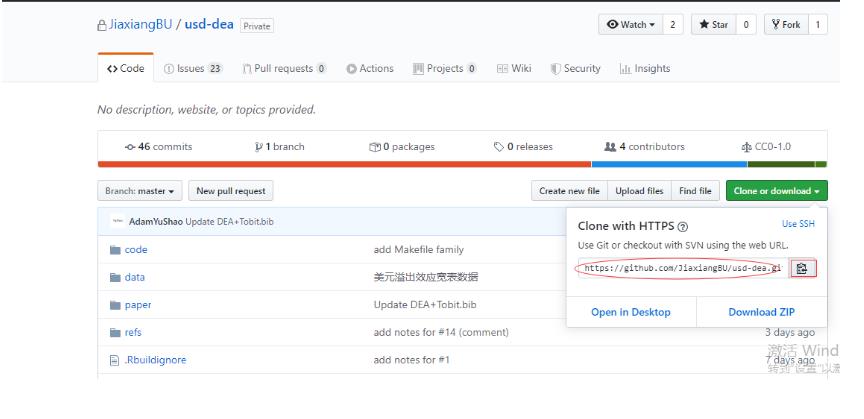 JiaxiangBU / usd-dea Private
Watch 2 Star 0 Fork 1
Code Issues 23 Pull requests 0 Actions Projects 0 Wiki Security Insights
No description, website, or topics provided.
46 commits 1 branch 0 packages 0 releases 4 contributors CC0-1.0
Branch: master New pull request Create new file Upload files Find file Clone or download
AdamYuShao Update DEA+Tobit.bib
Clone with HTTPS Use SSH
Use Git or checkout with SVN using the web URL.
https://github.com/JiaxiangBU/usd-dea.gi
Open in Desktop Download ZIP
code add Makefile family
data 美元溢出效应宽表数据
paper Update DEA+Tobit.bib
refs add notes for #14 (comment) 3 days ago
.Rbuildignore add notes for #1 7 days ago
激活 Wind
转到"设置"以激